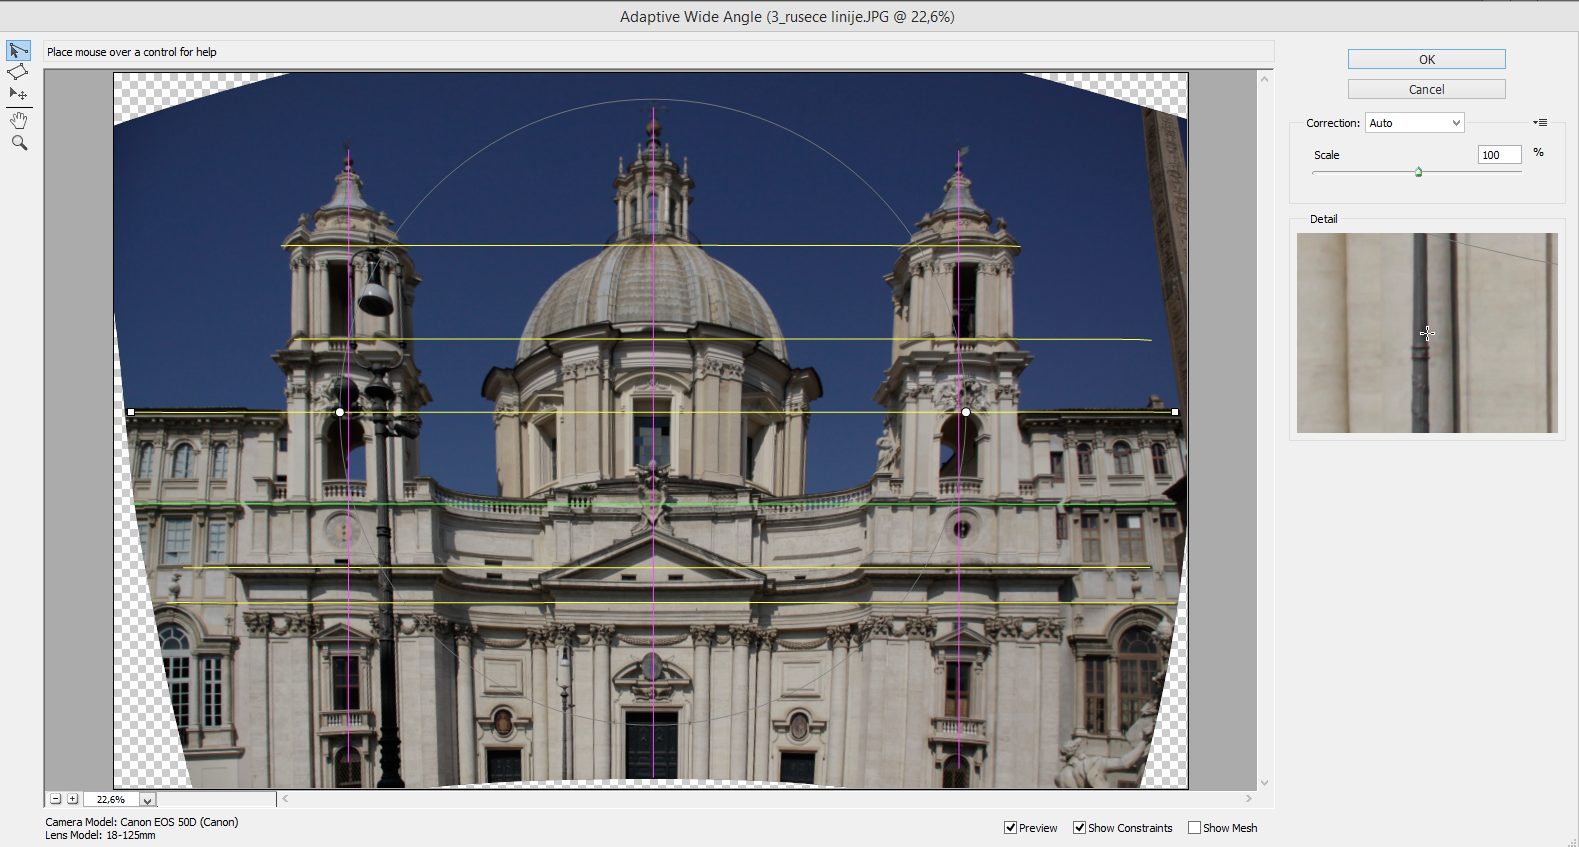 Adaptive Wide Angle (3_rusece linije.JPG @ 22,6%)
Place mouse over a control for help
OK
Cancel
Correction: Auto
Scale 100 %
Detail
22,6%
Camera Model: Canon EOS 50D (Canon)
Lens Model: 18-125mm
Preview Show Constraints Show Mesh